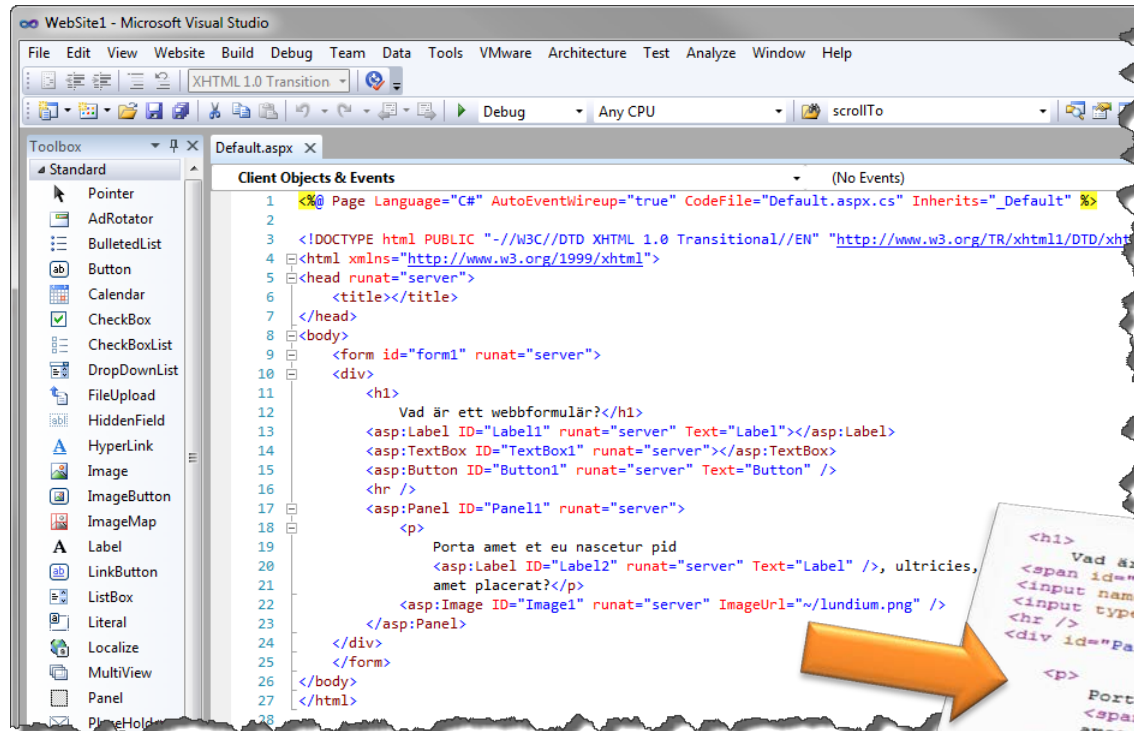 WebSite1 - Microsoft Visual Studio
File Edit View Website Build Debug Team Data Tools VMware Architecture Test Analyze Window Help
XHTML 1.0 Transition
Debug Any CPU scrollTo
Toolbox
Standard
Pointer
AdRotator
BulletedList
Button
Calendar
CheckBox
CheckBoxList
DropDownList
FileUpload
HiddenField
HyperLink
Image
ImageButton
ImageMap
Label
LinkButton
ListBox
Literal
Localize
MultiView
Panel
Default.aspx
Client Objects & Events (No Events)
1 <%@ Page Language="C#" AutoEventWireup="true" CodeFile="Default.aspx.cs" Inherits="_Default" %>
2
3 <!DOCTYPE html PUBLIC "-//W3C//DTD XHTML 1.0 Transitional//EN" "http://www.w3.org/TR/xhtml1/DTD/xht
4 <html xmlns="http://www.w3.org/1999/xhtml">
5 <head runat="server">
6 <title></title>
7 </head>
8 <body>
9 <form id="form1" runat="server">
10 <div>
11 <h1>
12 Vad är ett webbformulär?</h1>
13 <asp:Label ID="Label1" runat="server" Text="Label"></asp:Label>
14 <asp:TextBox ID="TextBox1" runat="server"></asp:TextBox>
15 <asp:Button ID="Button1" runat="server" Text="Button" />
16 <hr />
17 <asp:Panel ID="Panel1" runat="server">
18 <p>
19 Porta amet et eu nascetur pid
20 <asp:Label ID="Label2" runat="server" Text="Label" />, ultricies,
21 amet placerat?</p>
22 <asp:Image ID="Image1" runat="server" ImageUrl="~/lundium.png" />
23 </asp:Panel>
24 </div>
25 </form>
26 </body>
27 </html>
28
<h1>
Vad är
<span id="
<input nam
<input type
<hr />
<div id="Pa
<p>
Port
<span